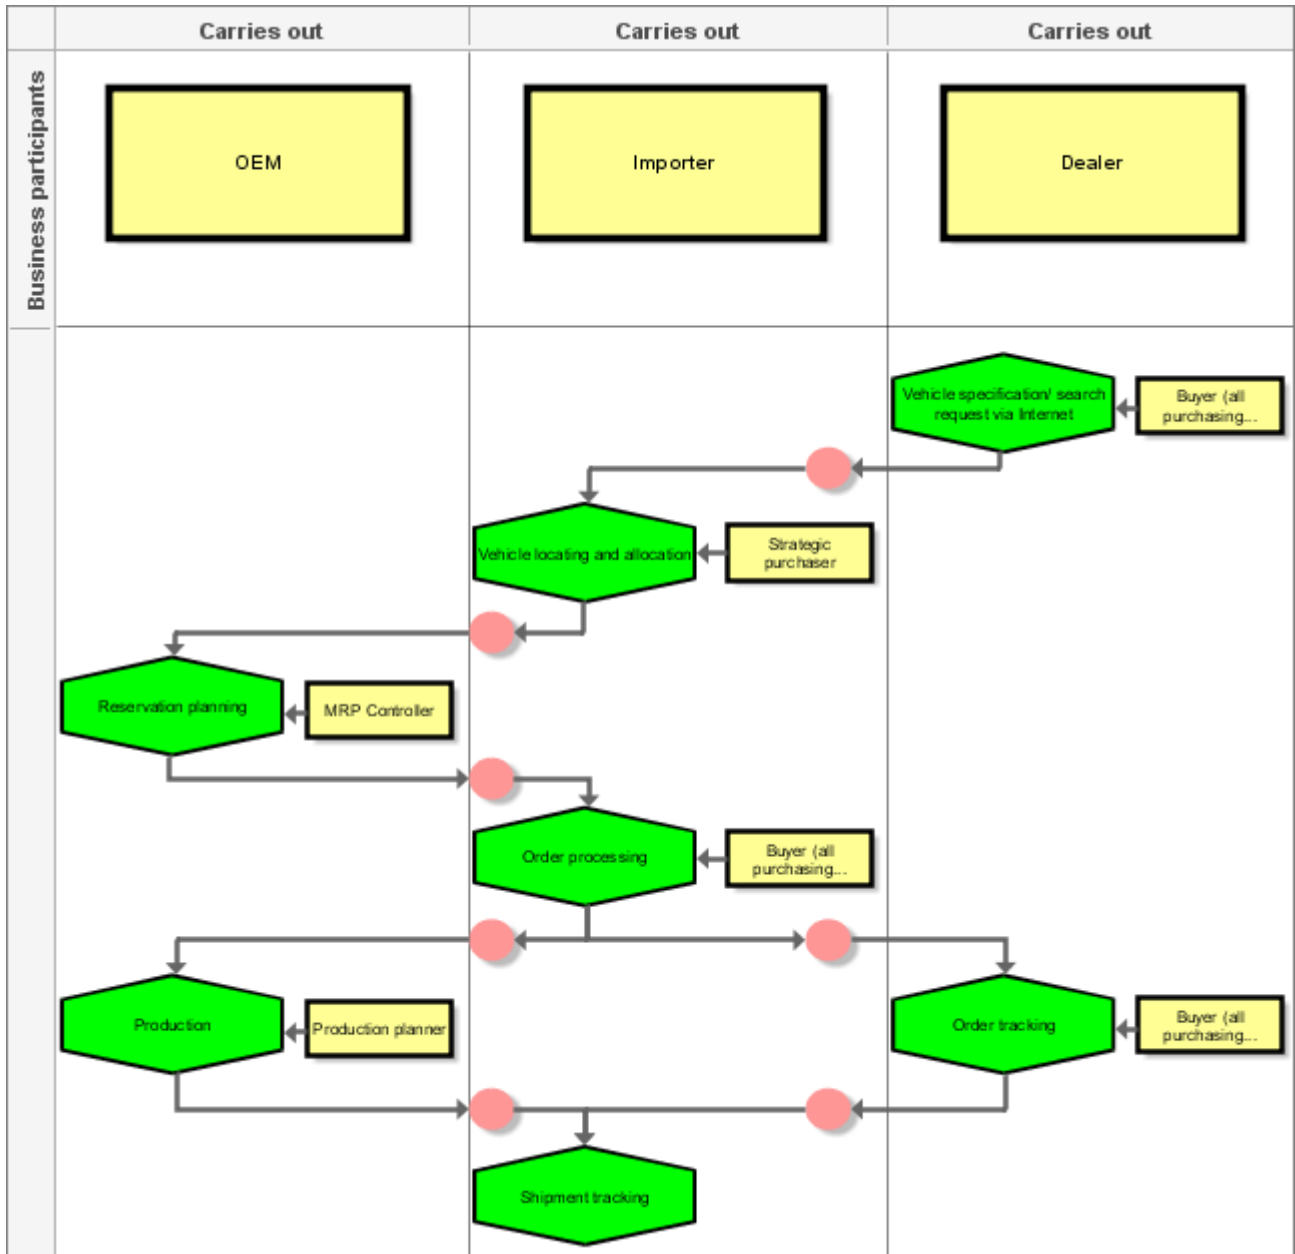 Carries out
Carries out
Carries out
Business participants
OEM
Importer
Dealer
Vehicle specification/ search
request via Internet
Buyer (all
purchasing...
Vehicle locating and allocation
Strategic
purchaser
Reservation planning
MRP Controller
Order processing
Buyer (all
purchasing...
Production
Production planner
Order tracking
Buyer (all
purchasing...
Shipment tracking